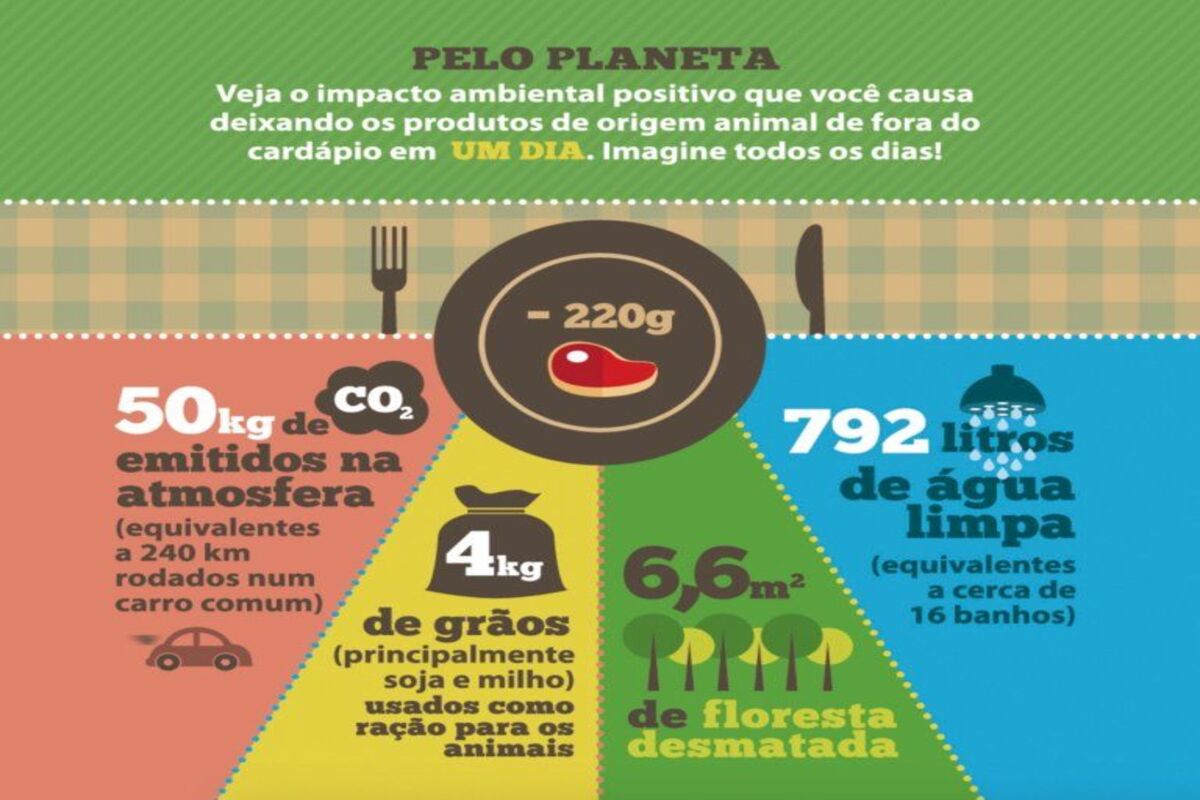 PELO PLANETA
Veja o impacto ambiental positivo que você causa
deixando os produtos de origem animal de fora do
cardápio em UM DIA. Imagine todos os dias!
- 220g
50kg de CO₂
emitidos na
atmosfera
(equivalentes
a 240 km
rodados num
carro comum)
4kg
de grãos
(principalmente
soja e milho)
usados como
ração para os
animais
6,6m²
de floresta
desmatada
792 litros
de água
limpa
(equivalentes
a cerca de
16 banhos)